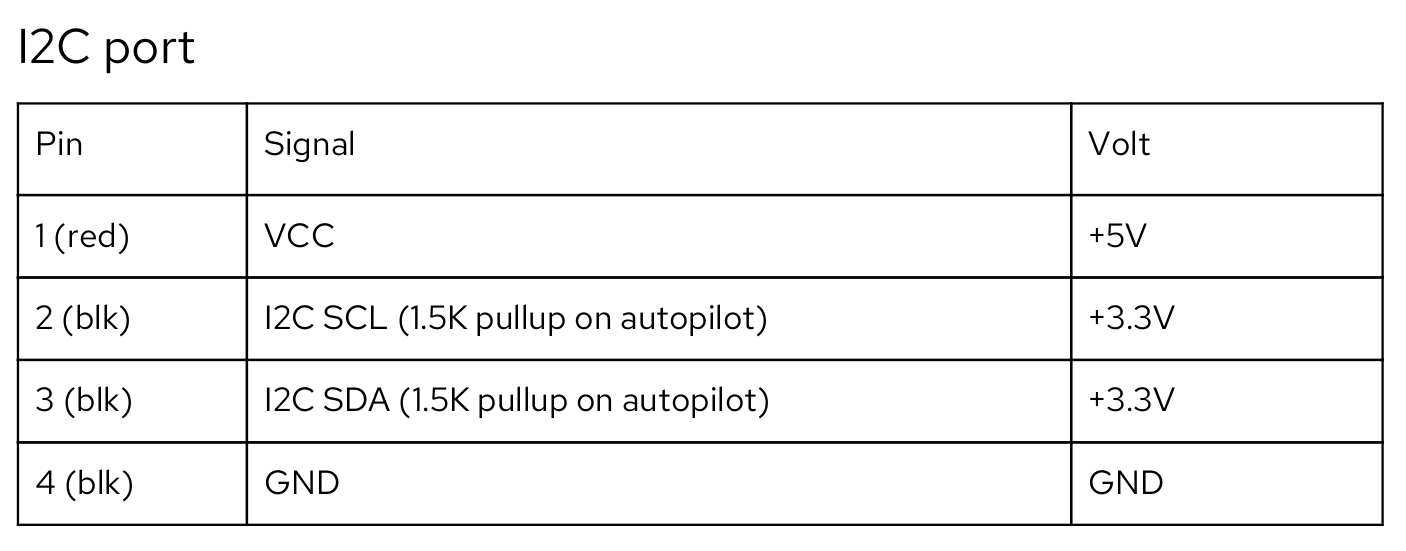 I2C port
Pin Signal Volt
1 (red) VCC +5V
2 (blk) I2C SCL (1.5K pullup on autopilot) +3.3V
3 (blk) I2C SDA (1.5K pullup on autopilot) +3.3V
4 (blk) GND GND